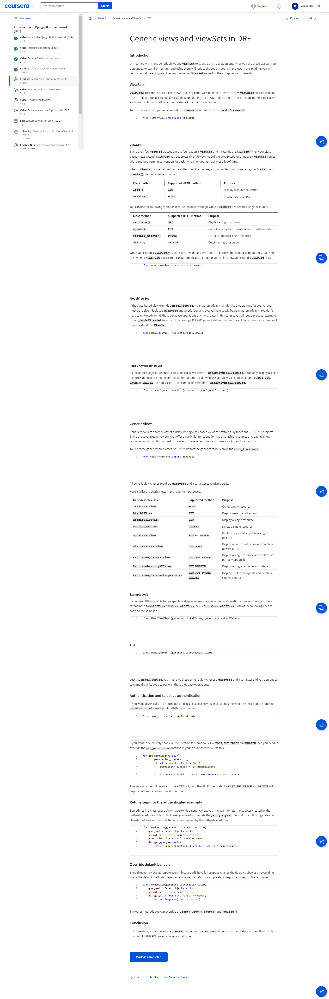 coursera
Search in course
Search
English
R
RAJARAJAN.R.R.N...
Hide menu
Introduction to Django REST Framework
(DRF)
Video: What is the Django REST framework (DRF)?
4 min
Video: Installing and setting up DRF
6 min
Video: Better API view with decorators
4 min
Reading: Different types of routing in DRF
15 min
Reading: Generic views and ViewSets in DRF
17 min
Video: Function and class-based views
5 min
Video: Django debug toolbar
4 min
Video: Restaurant menu API project with DRF
5 min
Lab: Convert booklist API project to DRF
1h
Reading: Solution: Convert booklist API project
to DRF
30 min
Practice Quiz: Self review: Convert booklist API
project to DRF
Week 2
Generic views and ViewSets in DRF
Previous
Next
Generic views and ViewSets in DRF
Introduction
DRF comes with many generic views and ViewSet to speed up API development. When you use these classes, you
don't need to start from scratch and using them will reduce the code in your API project. In this reading, you will
learn about different types of generic views and ViewSet as well as their purposes and benefits.
ViewSets
ViewSets are simple class-based views, but they come with benefits. There are a few ViewSets classes available
in DRF that you can use to quickly scaffold a functioning API CRUD project. You can also provide permission classes
and throttle classes to allow authenticated API calls and rate limiting.
To use these classes, you must import the viewsets module from the rest_framework:
1 from rest_framework import viewsets
ViewSet
There are a few ViewSet classes but the foundation is ViewSet and it extends the APIView. When your class-
based views extend a ViewSet you get browsable API views out of the box. Except for that, every ViewSet comes
with a method naming convention for easier one-line routing that saves a lot of time.
When a ViewSet is used to deal with a collection of resources, you can write your business logic in list() and
create() methods inside this class.
Class method Supported HTTP method Purpose
list() GET Display resource collection
create() POST Create new resource
You can use the following methods to write the business logic when a ViewSet deals with a single resource.
Class method Supported HTTP method Purpose
retrieve() GET Display a single resource
update() PUT Completely replace a single resource with new data
partial_update() PATCH Partially update a single resource
destroy DELETE Delete a single resource
When you extend a ViewSet, you will have to manually write code to perform the database operations. But there
are two more ViewSet classes that can automatically do that for you. This is how you extend a ViewSet class.
1 class MenuItemViewSet (viewsets.ViewSet)
ModelViewSet
If the class-based view extends a ModelViewSet, it can automatically handle CRUD operations for you. All you
must do is give this class a queryset and a serializer, and everything else will be done automatically. You don't
need to write code for all those database operations anymore. Later in this course, you will see a practical example
of using ModelViewSet to write a functioning CRUD API project with only a few lines of code. Here's an example of
how to extend this ViewSet.
1 class MenuItemView (viewsets.ModelViewSet)
ReadOnlyModelViewSet
As the name suggests, when your class-based views extend a ReadOnlyModelViewSet, it can only display a single
resource and resource collection. No write-operation is allowed by such views, so it doesn't handle POST, PUT,
PATCH or DELETE methods. Here's an example of extending a ReadOnlyModelViewSet.
1 class ReadOnlyMenuItemView (viewsets.ReadOnlyModelViewSet)
Generic views
Generic views are another way of quickly writing class-based views to scaffold fully functional CRUD API projects.
There are several generic views that offer a particular functionality, like displaying resources or creating a new
resource and so on. All you must do is extend these generic views to make your API endpoints work.
To use these generic view classes, you must import the generics module from the rest_framework.
1 from rest_framework import generics
All generic view classes require a queryset and a serializer to work properly.
Here is a list of generic views in DRF and their purposes.
Generic view class Supported method Purpose
CreateAPIView POST Create a new resource
ListAPIView GET Display resource collection
RetrieveAPIView GET Display a single resource
DestroyAPIView DELETE Delete a single resource
UpdateAPIView PUT and PATCH Replace or partially update a single
resource
ListCreateAPIView GET, POST Display resource collection and create a
new resource
RetrieveUpdateAPIView GET, PUT, PATCH Display a single resource and replace or
partially update it
RetrieveDestroyAPIView GET, DELETE Display a single resource and delete it
RetrieveUpdateDestroyAPIView GET, PUT, PATCH, DELETE Display, replace or update and delete a
single resource
Example code
If you want API endpoints to be capable of displaying resource collection and creating a new resource, you have to
extend both ListAPIView and CreateAPIView, or just ListCreateAPIView. Both of the following lines of
code do the same job.
1 class MenuItemView (generics.ListAPIView, generics.CreateAPIView)
And
1 class MenuItemView (generics.ListCreateAPIView)
Just like ModelViewSet, you must give these generic view classes a queryset and a serializer and you don't need
to manually write code to perform these database operations.
Authentication and selective authentication
If you want all API calls to be authenticated in a class-based view that extends the generic views, you can add the
permission_classes public attribute in the class.
1 Permission_classes = [IsAuthenticated]
If you want to selectively enable authentication for some calls, like POST, PUT, PATCH and DELETE then you need to
override the get_permission method in your class-based view like this.
1 def get_permissions(self):
2 permission_classes = []
3 if self.request.method != 'GET':
4 permission_classes = [IsAuthenticated]
5
6 return [permission() for permission in permission_classes]
This way, anyone will be able to make GET call, but other HTTP methods like POST, PUT, PATCH and DELETE will
require authentication or a valid user token.
Return items for the authenticated user only
Sometimes in a class-based view that extends a generic view, you may want to return resources created by the
authenticated users only. In that case, you need to override the get_queryset method. The following code in a
class-based view returns only those orders created by the authenticated user.
1 class OrderView(generics.ListCreateAPIView):
2 queryset = Order.objects.all()
3 serializer_class = OrderSerializer
4 permission_classes = [IsAuthenticated]
5 def get_queryset(self):
6 return Order.objects.all().filter(user=self.request.user)
Override default behavior
Though generic views automate everything, you still have full scope to change the default behavior by overriding
any of the default methods. Here is an example that returns a simple static response instead of the resources.
1 class OrderView(generics.ListCreateAPIView):
2 queryset = Order.objects.all()
3 serializer_class = OrderSerializer
4 def get(self, request, *args, **kwargs):
5 return Response('new response')
The other methods you can override are post(), put(), patch() and delete().
Conclusion
In this reading, you explored the ViewSet classes and generic view classes which can help you to scaffold a fully
functional CRUD API project in a very short time.
Mark as completed
Like
Dislike
Report an issue